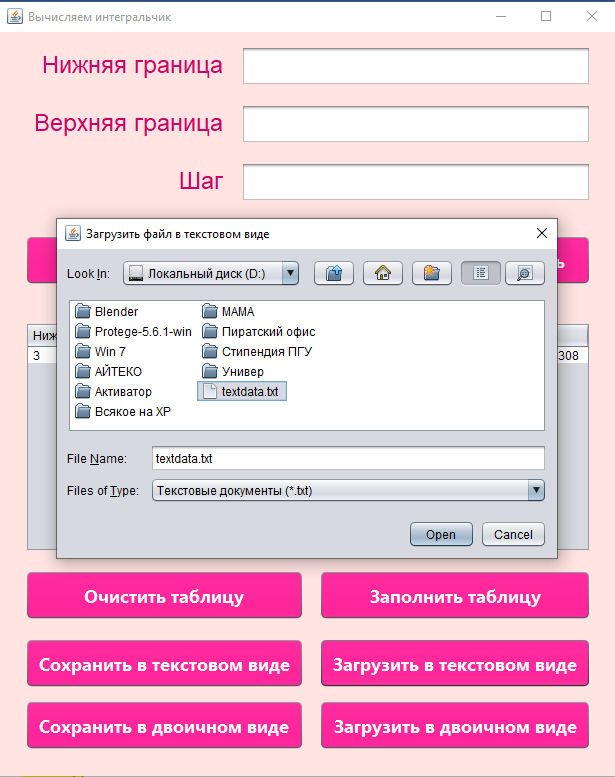 Вычисляем интегральчик
Нижняя граница
Верхняя граница
Шаг
Загрузить файл в текстовом виде
Look In: Локальный диск (D:)
Blender
Protege-5.6.1-win
Win 7
АЙТЕКО
Активатор
Всякое на ХР
МАМА
Пиратский офис
Стипендия ПГУ
Универ
textdata.txt
File Name: textdata.txt
Files of Type: Текстовые документы (*.txt)
Open Cancel
Ниж
3 308
Очистить таблицу Заполнить таблицу
Сохранить в текстовом виде Загрузить в текстовом виде
Сохранить в двоичном виде Загрузить в двоичном виде